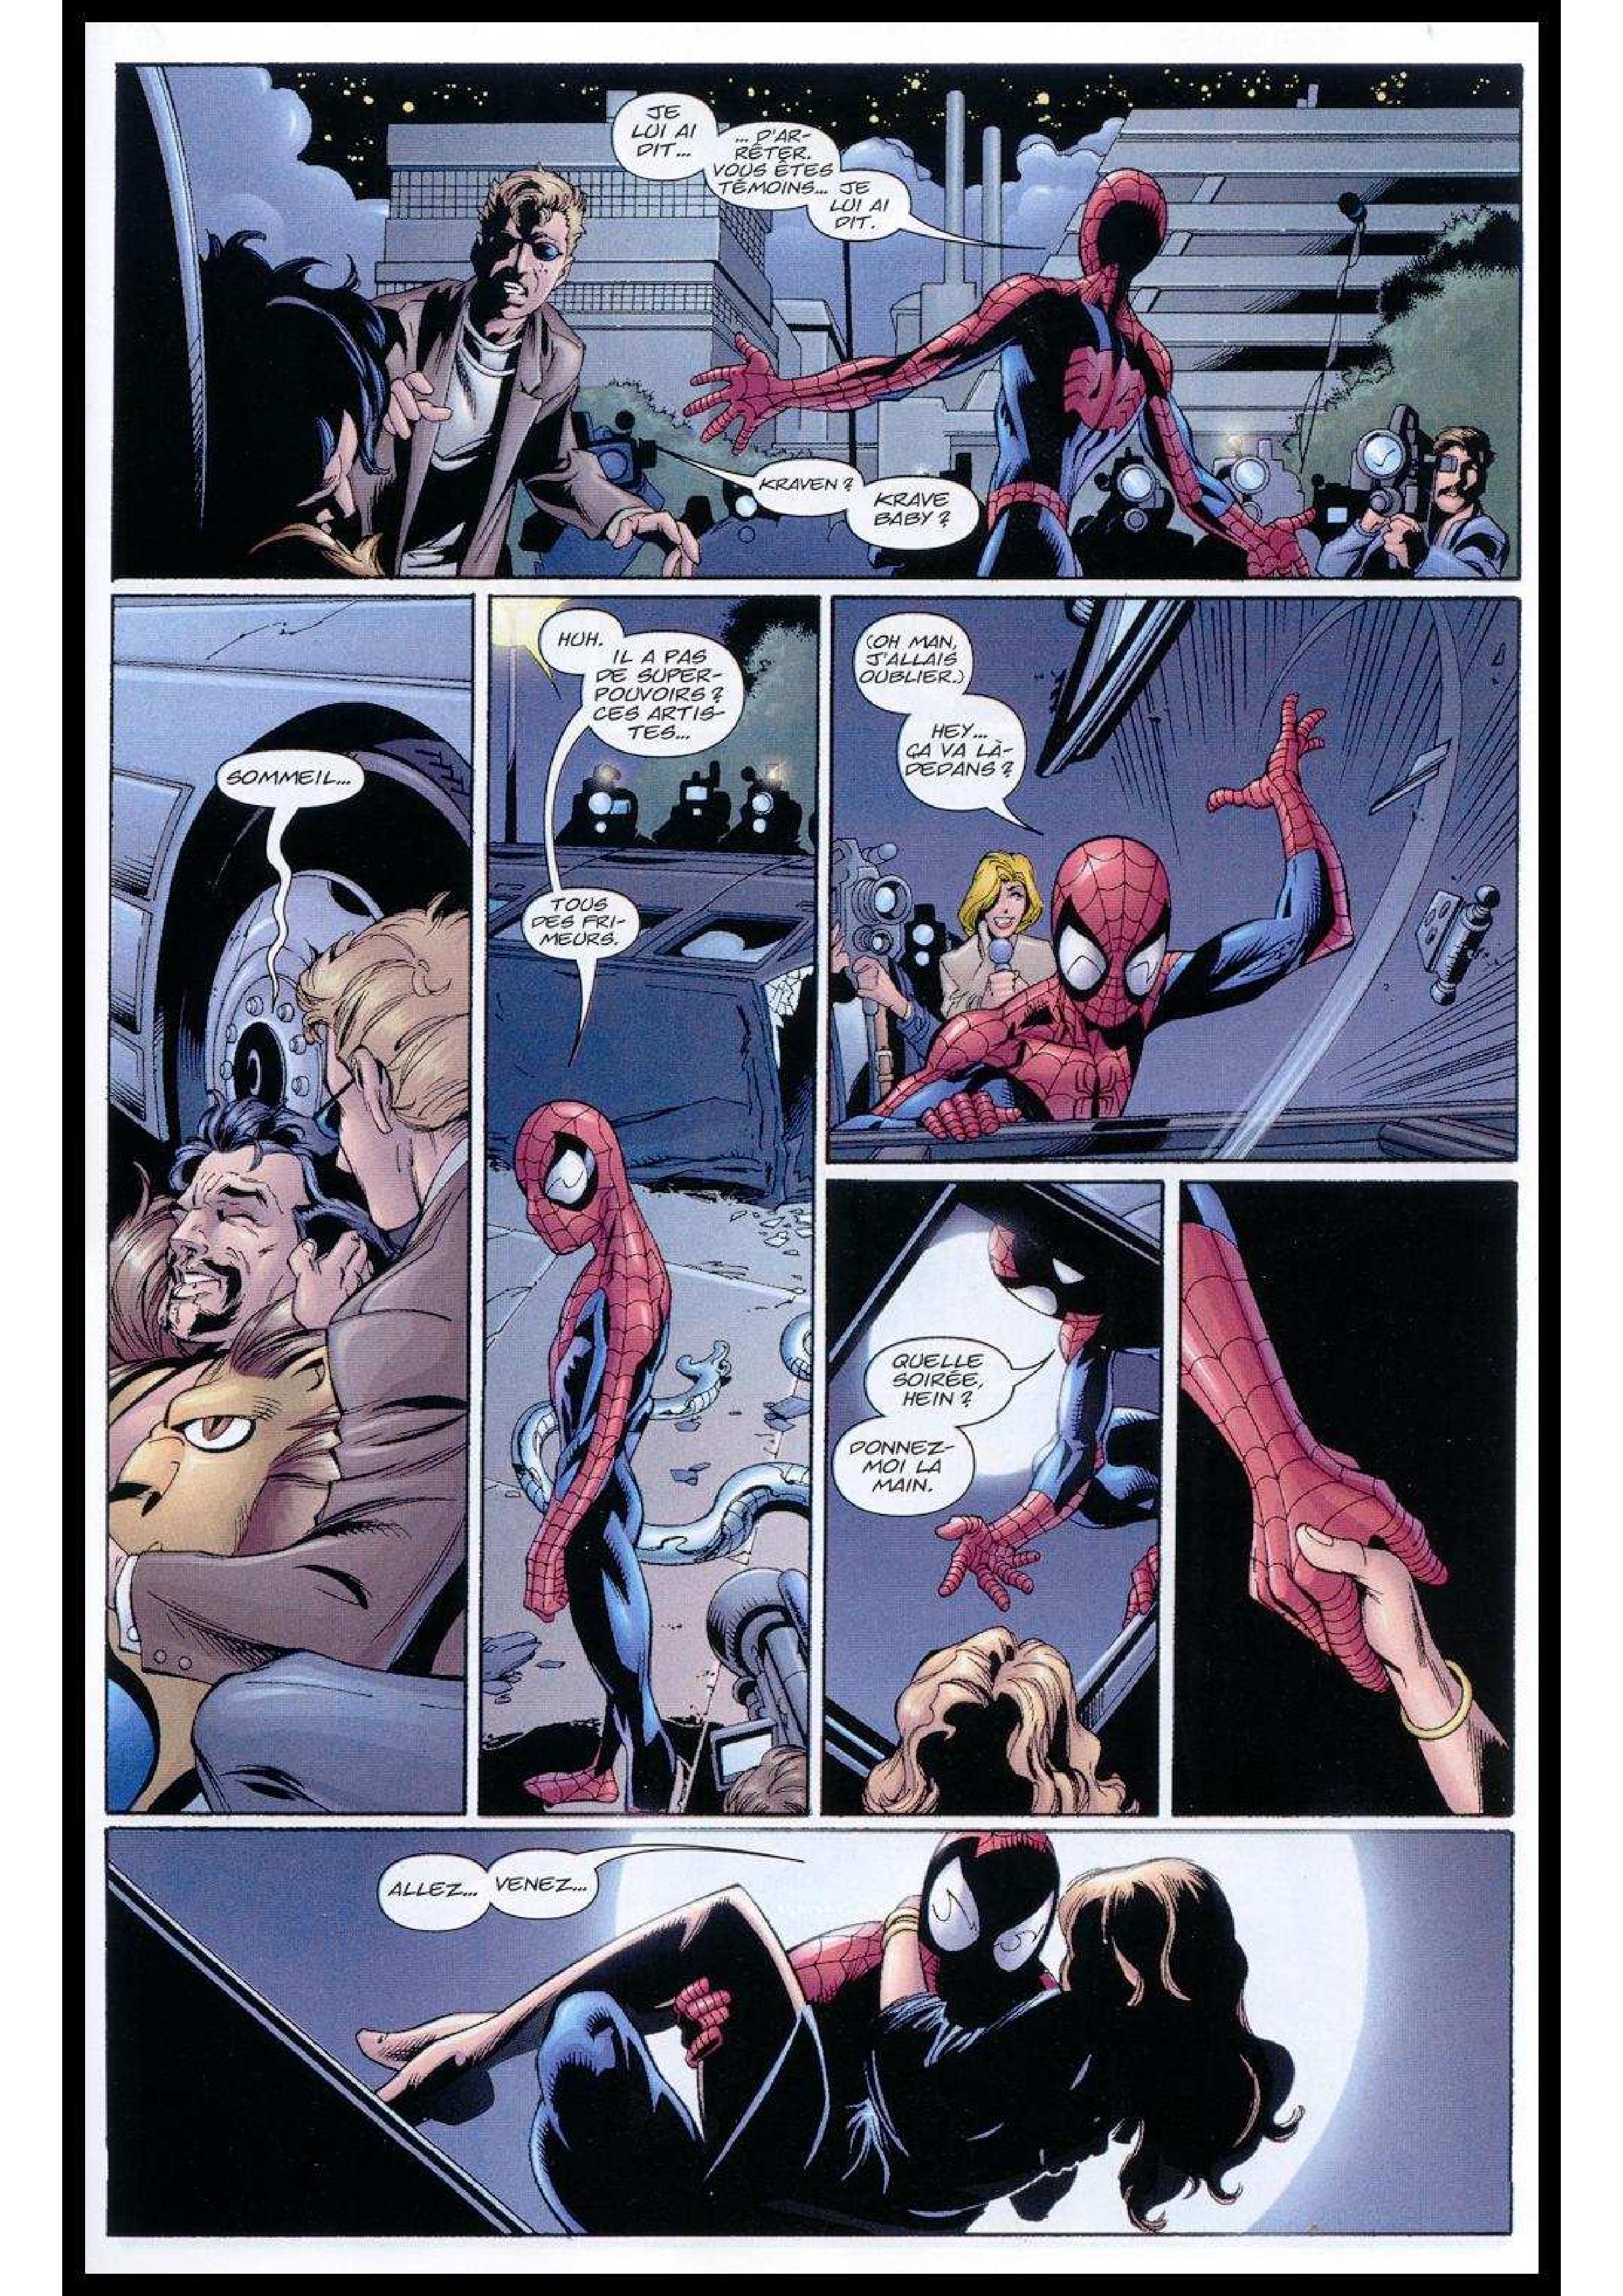 JE
LUI AI
DIT...
... D'AR-
RÊTER.
VOUS ÊTES
TÉMOINS... JE
LUI AI
DIT.
KRAVEN ?
KRAVE
BABY ?
SOMMEIL...
HUH.
IL A PAS
DE SUPER-
POUVOIRS ?
CES ARTIS-
TES...
TOUS
DES FRI-
MEURS.
(OH MAN,
J'ALLAIS
OUBLIER.)
HEY...
ÇA VA LÀ-
DEDANS ?
QUELLE
SOIRÉE,
HEIN ?
DONNEZ-
MOI LA
MAIN.
ALLEZ... VENEZ...